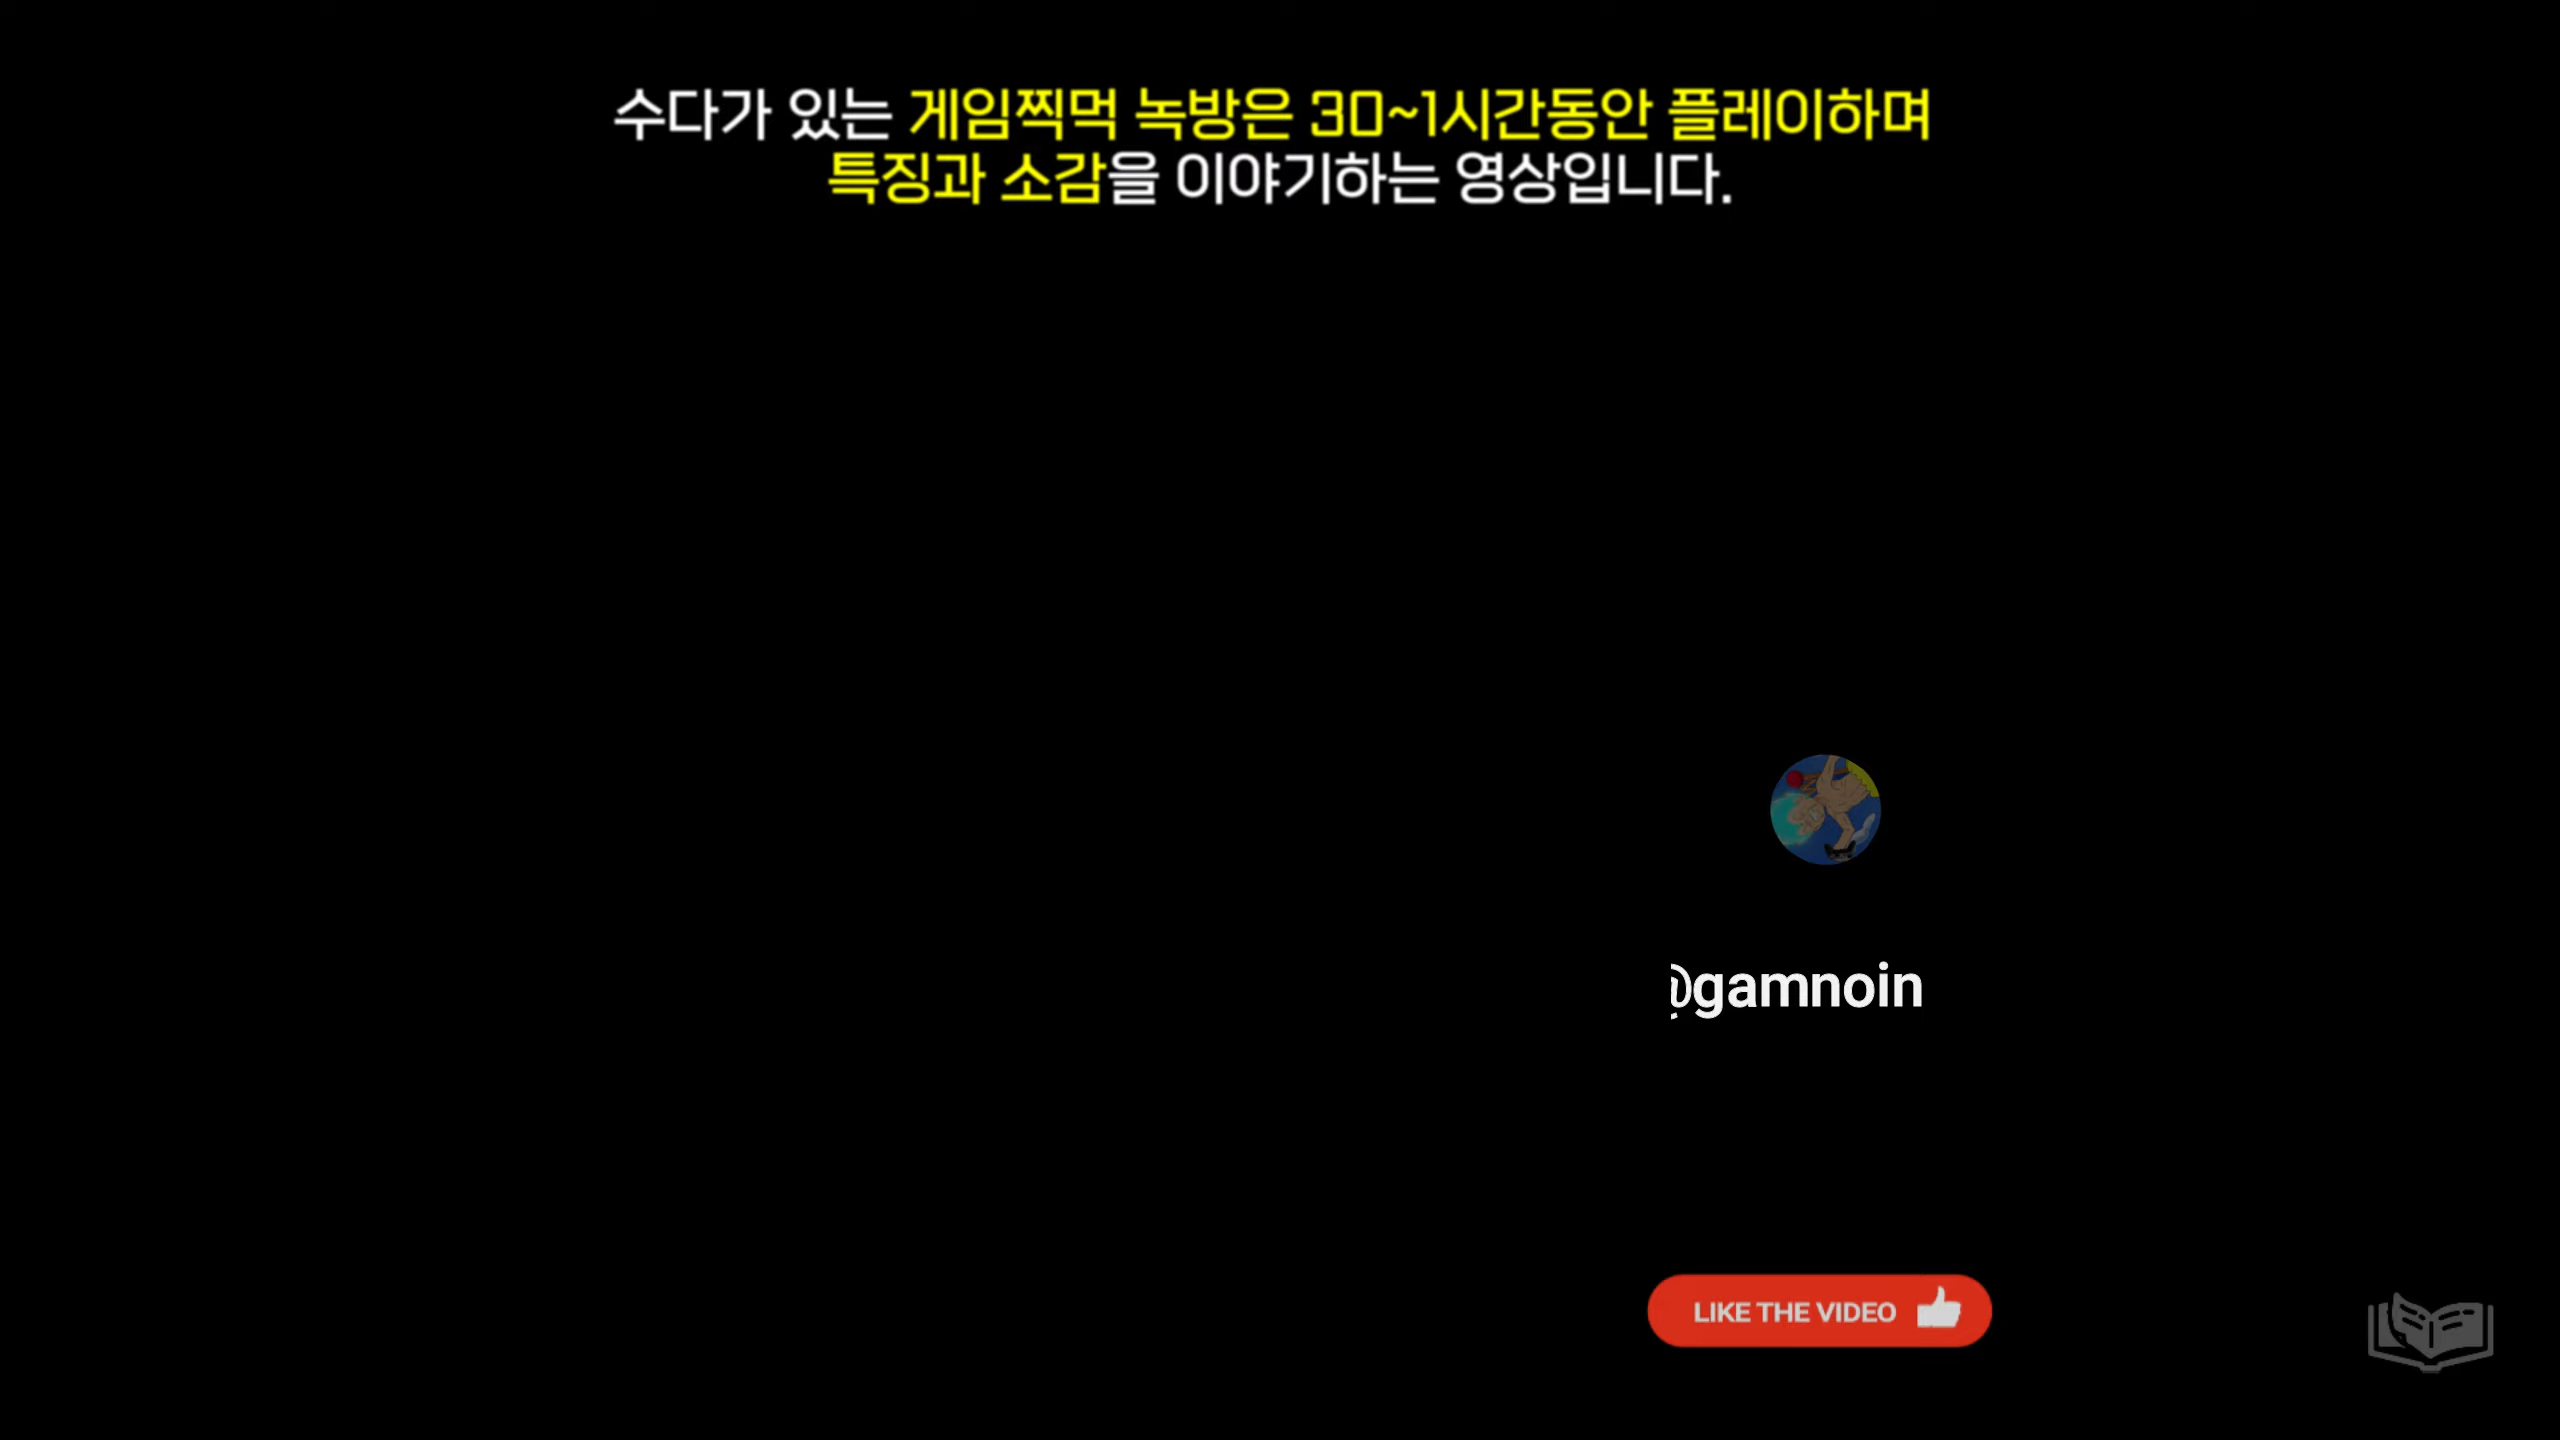 수다가 있는 게임찍먹 녹방은 30~1시간동안 플레이하며
특징과 소감을 이야기하는 영상입니다.
@gamnoin
LIKE THE VIDEO